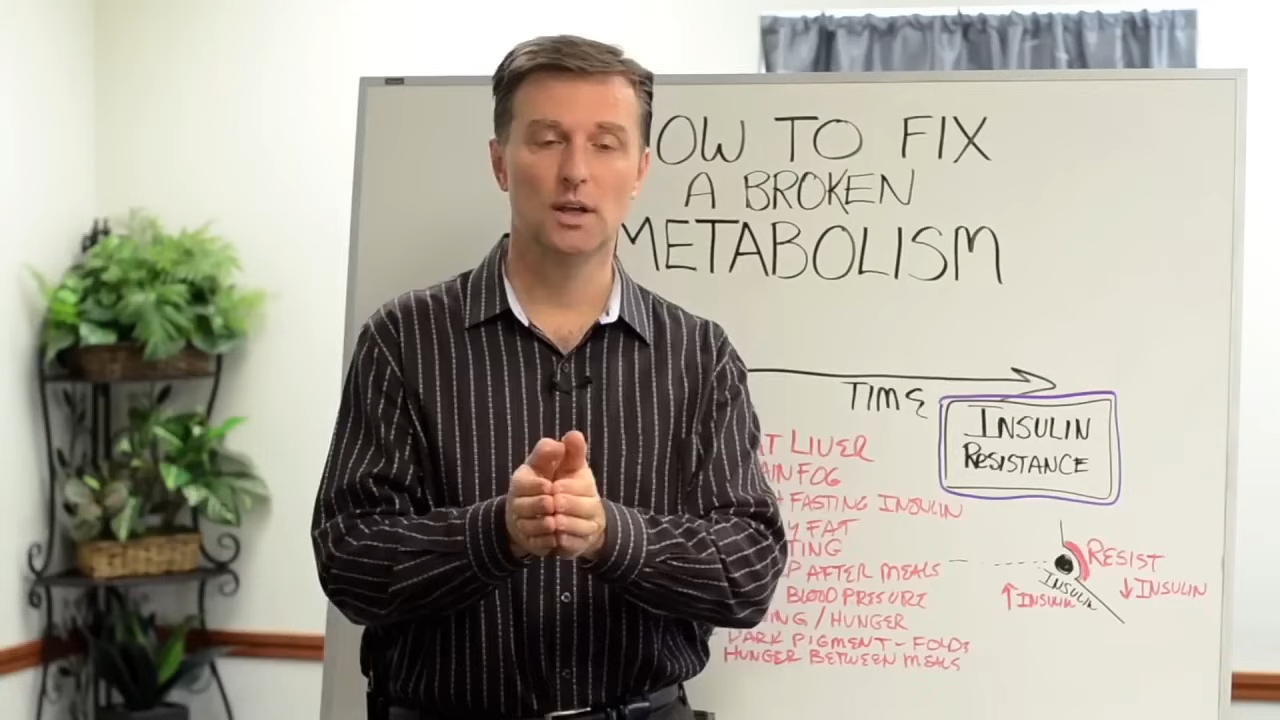 OW TO FIX
A BROKEN
METABOLISM
TIME
INSULIN
RESISTANCE
AT LIVER
AIN FOG
FASTING INSULIN
Y FAT
TING
P AFTER MEALS
BLOOD PRESURE
ING / HUNGER
DARK PIGMENT - FOLDS
HUNGER BETWEEN MEALS
RESIST
INSULIN
↑ INSULIN
↓ INSULIN